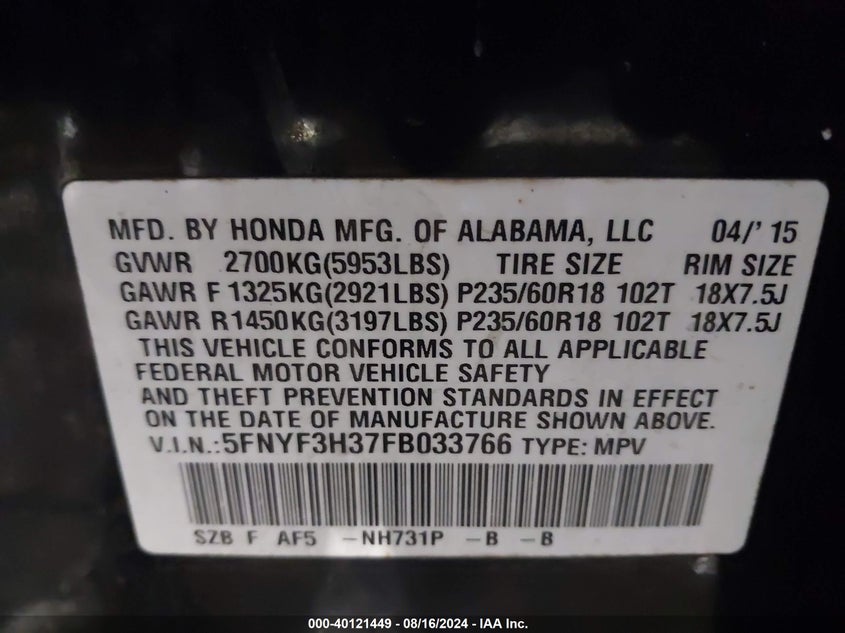 MFD. BY HONDA MFG. OF ALABAMA, LLC 04/' 15
GVWR 2700KG(5953LBS) TIRE SIZE RIM SIZE
GAWR F 1325KG(2921LBS) P235/60R18 102T 18X7.5J
GAWR R1450KG(3197LBS) P235/60R18 102T 18X7.5J
THIS VEHICLE CONFORMS TO ALL APPLICABLE
FEDERAL MOTOR VEHICLE SAFETY
AND THEFT PREVENTION STANDARDS IN EFFECT
ON THE DATE OF MANUFACTURE SHOWN ABOVE.
V.I.N.:5FNYF3H37FB033766 TYPE: MPV
SZB F AF5 -NH731P -B -B
000-40121449 - 08/16/2024 - IAA Inc.